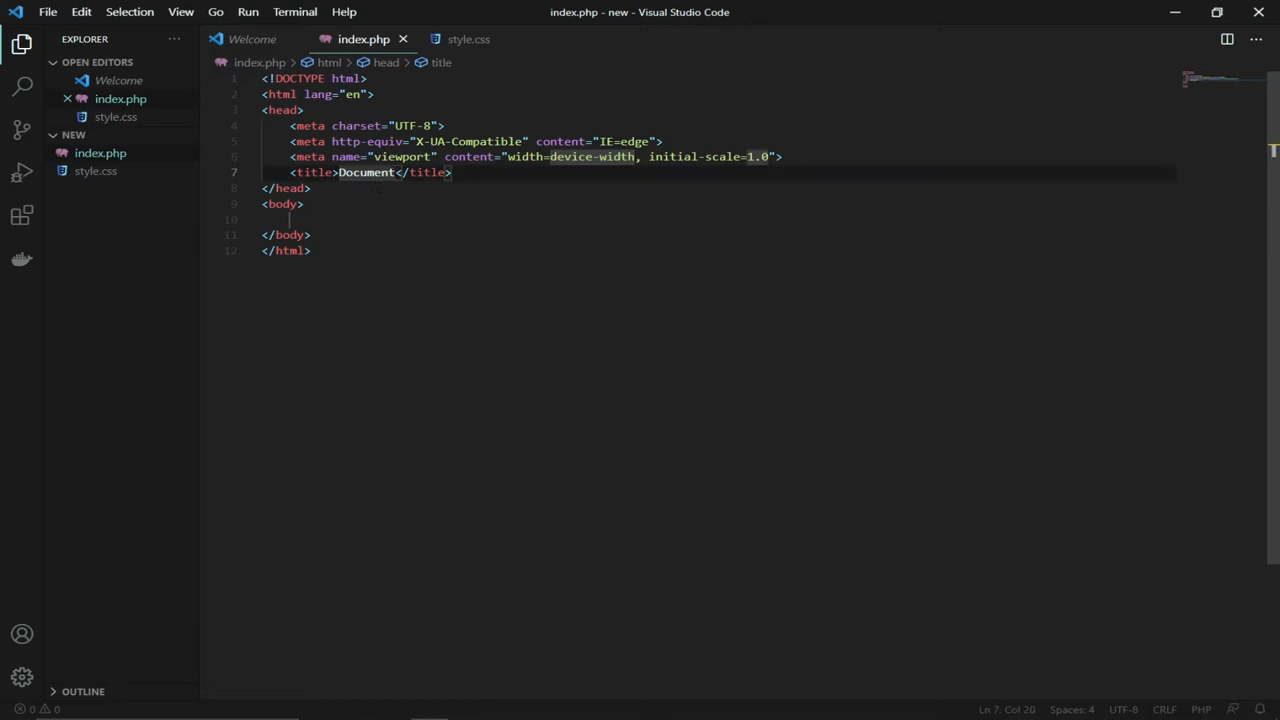 File Edit Selection View Go Run Terminal Help
index.php - new - Visual Studio Code
EXPLORER
OPEN EDITORS
Welcome
index.php
style.css
NEW
index.php
style.css
OUTLINE
Welcome index.php style.css
index.php > html > head > title
1 <!DOCTYPE html>
2 <html lang="en">
3 <head>
4 <meta charset="UTF-8">
5 <meta http-equiv="X-UA-Compatible" content="IE=edge">
6 <meta name="viewport" content="width=device-width, initial-scale=1.0">
7 <title>Document</title>
8 </head>
9 <body>
10
11 </body>
12 </html>
0 0 Ln 7, Col 20 Spaces: 4 UTF-8 CRLF PHP